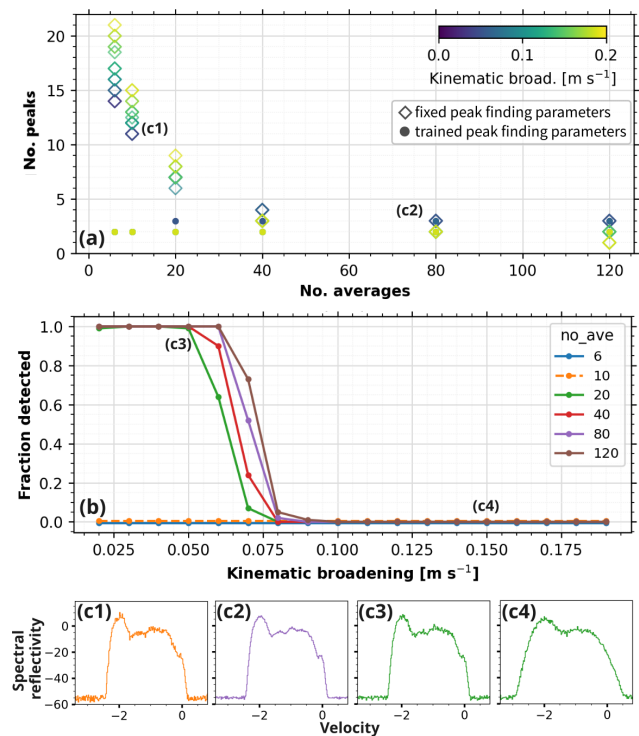 20
15
10
5
0
No. peaks
0.0
0.1
0.2
Kinematic broad. [m s⁻¹]
fixed peak finding parameters
trained peak finding parameters
(c1)
(c2)
(a)
0 20 40 60 80 100 120
No. averages
1.0
0.8
0.6
0.4
0.2
0.0
Fraction detected
(c3)
no_ave
6
10
20
40
80
120
(b)
(c4)
0.025 0.050 0.075 0.100 0.125 0.150 0.175
Kinematic broadening [m s⁻¹]
(c1) (c2) (c3) (c4)
Spectral
reflectivity
0
−20
−40
−60
−2 0 −2 0 −2 0 −2 0
Velocity